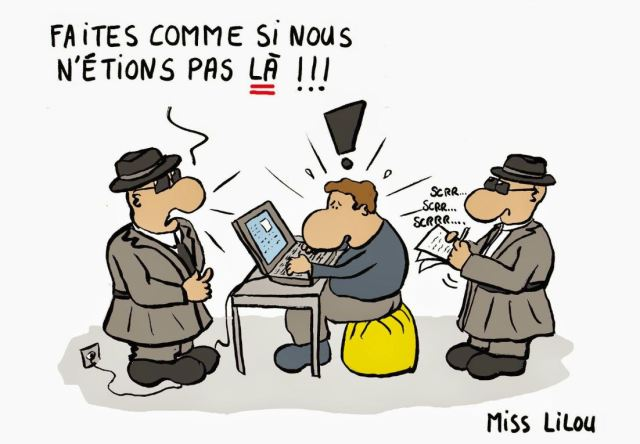 FAiTES COMME Si NOUS
N'ÉTIONS PAS LÀ !!!
!
SCRR...
SCRR...
SCRRR....
Miss LiLou